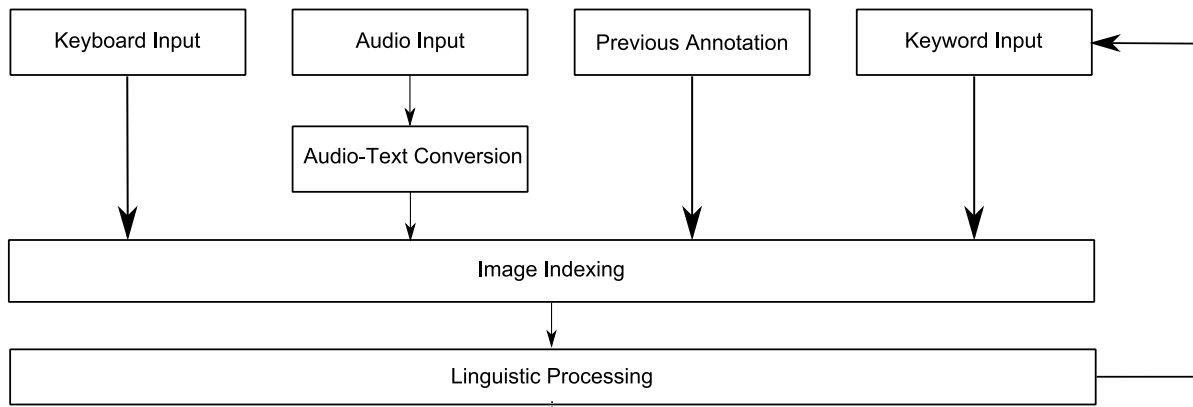 Keyboard Input
Audio Input
Previous Annotation
Keyword Input
Audio-Text Conversion
Image Indexing
Linguistic Processing